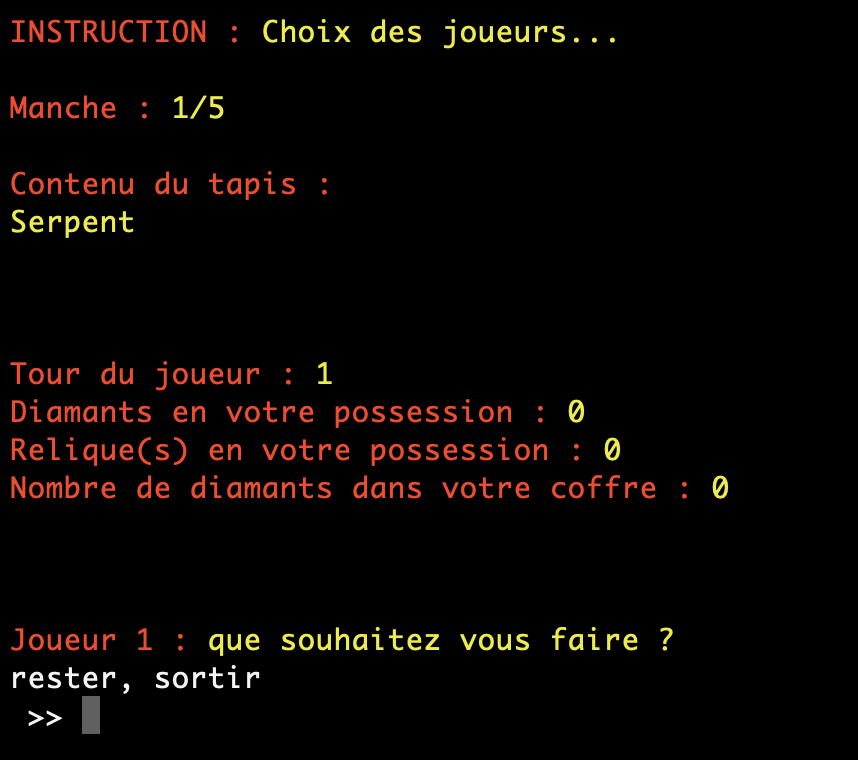 INSTRUCTION : Choix des joueurs...
Manche : 1/5
Contenu du tapis :
Serpent
Tour du joueur : 1
Diamants en votre possession : 0
Relique(s) en votre possession : 0
Nombre de diamants dans votre coffre : 0
Joueur 1 : que souhaitez vous faire ?
rester, sortir
>>